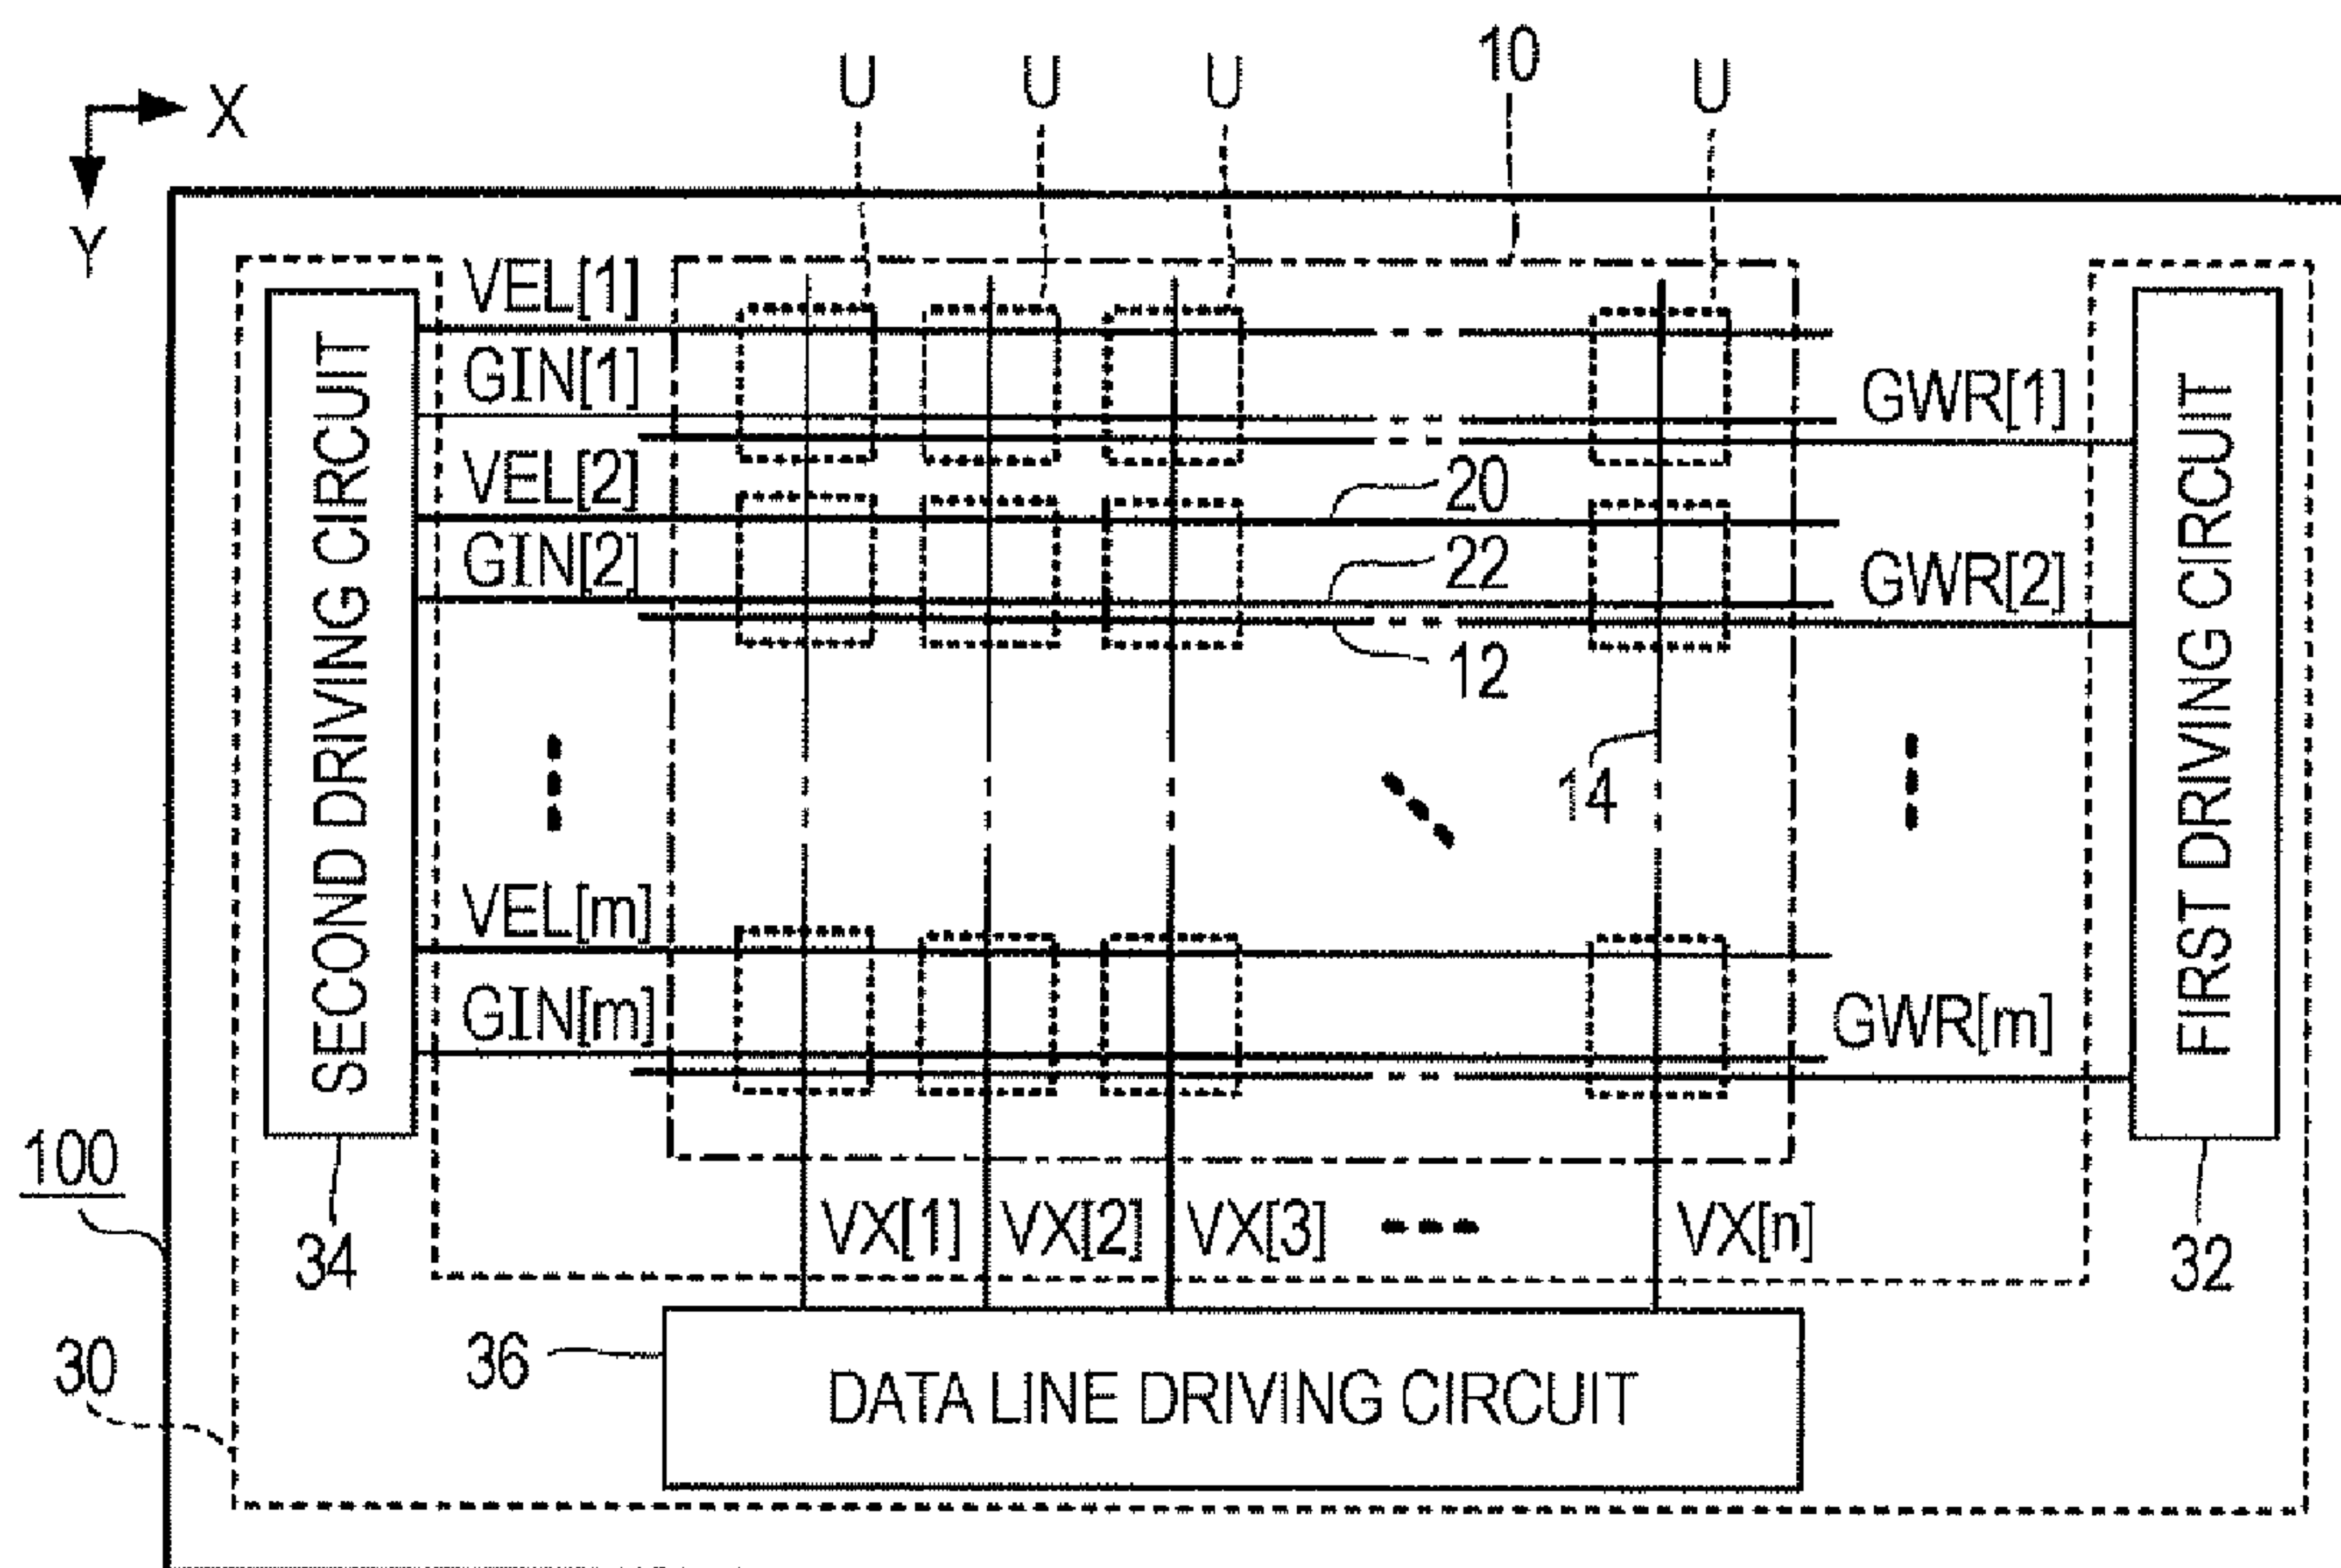 10
U U U U
X
Y
VEL[1]
GIN[1]
GWR[1]
VEL[2]
20
GIN[2]
22
GWR[2]
12
14
SECOND DRIVING CIRCUIT
FIRST DRIVING CIRCUIT
VEL[m]
GIN[m]
GWR[m]
100
VX[1] VX[2] VX[3] VX[n]
34
32
30
36
DATA LINE DRIVING CIRCUIT